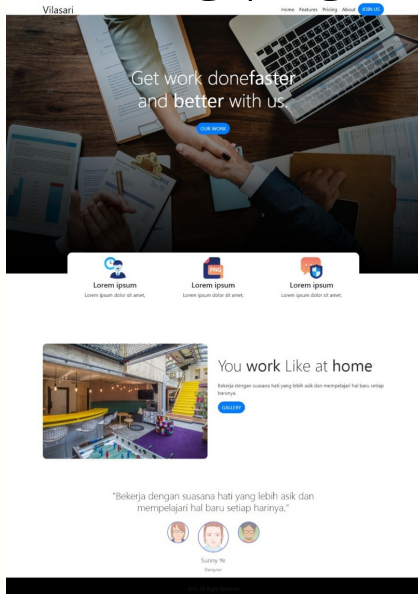 Vilasari
Home Features Pricing About JOIN US
Get work donefaster
and better with us.
OUR WORK
PNG
Lorem ipsum Lorem ipsum Lorem ipsum
Lorem ipsum dolor sit amet. Lorem ipsum dolor sit amet. Lorem ipsum dolor sit amet.
You work Like at home
Bekerja dengan suasana hati yang lebih asik dan mempelajari hal baru setiap
harinya.
GALLERY
"Bekerja dengan suasana hati yang lebih asik dan
mempelajari hal baru setiap harinya."
Sunny Ye
Designer